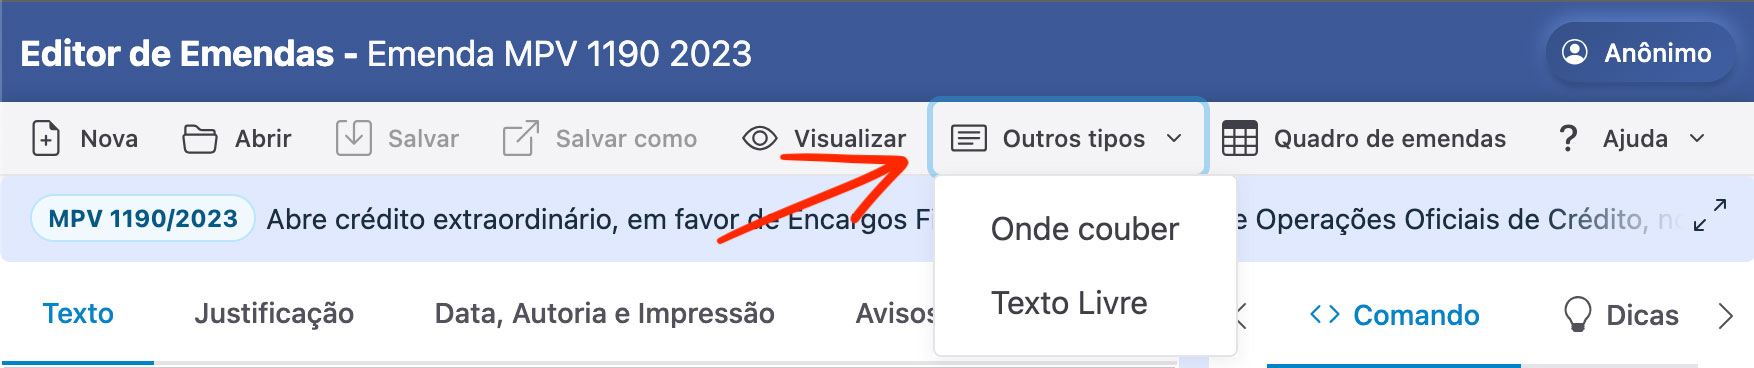 Editor de Emendas - Emenda MPV 1190 2023
Anônimo
Nova
Abrir
Salvar
Salvar como
Visualizar
Outros tipos
Quadro de emendas
? Ajuda
MPV 1190/2023 Abre crédito extraordinário, em favor de Encargos e Operações Oficiais de Crédito,
Onde couber
Texto Livre
Texto
Justificação
Data, Autoria e Impressão
Avisos
<> Comando
Dicas